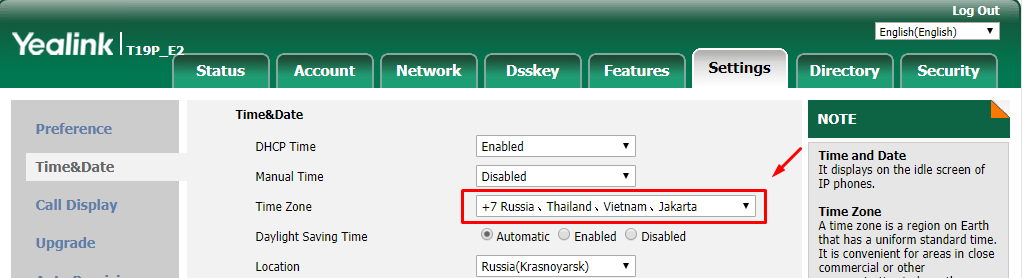 Log Out
Yealink T19P_E2
English(English)
Status Account Network Dsskey Features Settings Directory Security
Preference
Time&Date
Call Display
Upgrade
Time&Date
DHCP Time Enabled
Manual Time Disabled
Time Zone +7 Russia、Thailand、Vietnam、Jakarta
Daylight Saving Time Automatic Enabled Disabled
Location Russia(Krasnoyarsk)
NOTE
Time and Date
It displays on the idle screen of
IP phones.
Time Zone
A time zone is a region on Earth
that has a uniform standard time.
It is convenient for areas in close
commercial or other